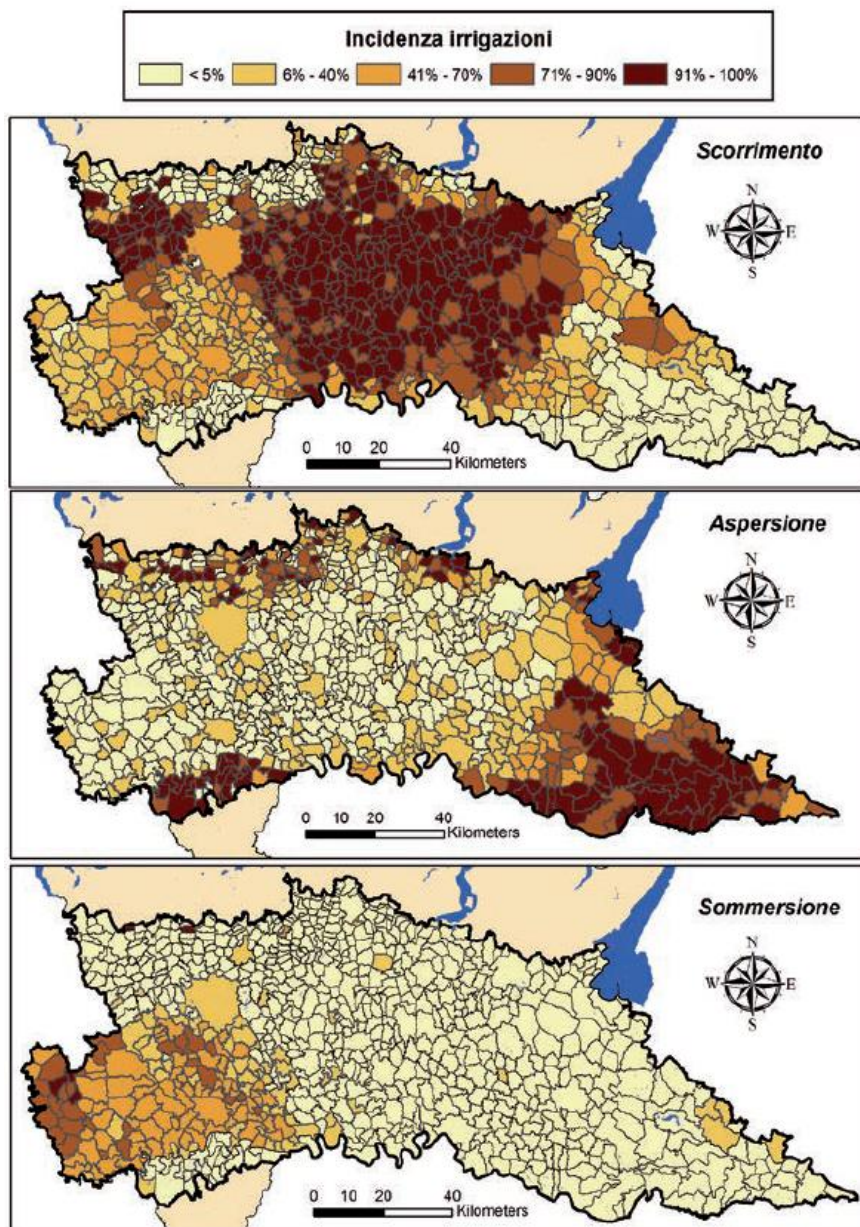 Incidenza irrigazioni
< 5% 6% - 40% 41% - 70% 71% - 90% 91% - 100%
Scorrimento
N
W E
S
0 10 20 40
Kilometers
Aspersione
N
W E
S
0 10 20 40
Kilometers
Sommersione
N
W E
S
0 10 20 40
Kilometers